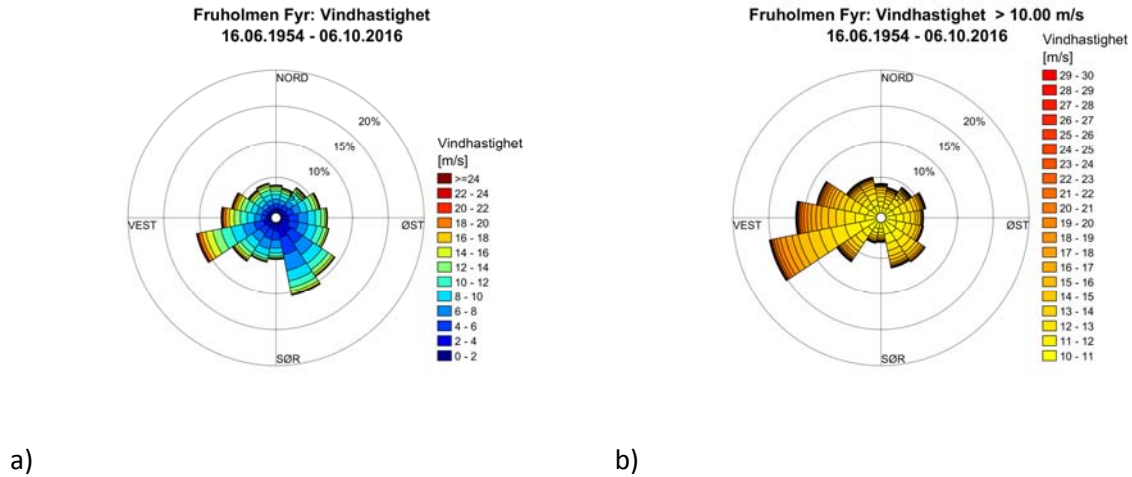 Fruholmen Fyr: Vindhastighet
16.06.1954 - 06.10.2016
NORD
20%
15%
10%
VEST
ØST
SØR
Vindhastighet
[m/s]
>=24
22 - 24
20 - 22
18 - 20
16 - 18
14 - 16
12 - 14
10 - 12
8 - 10
6 - 8
4 - 6
2 - 4
0 - 2
a)
Fruholmen Fyr: Vindhastighet > 10.00 m/s
16.06.1954 - 06.10.2016
NORD
20%
15%
10%
VEST
ØST
SØR
Vindhastighet
[m/s]
29 - 30
28 - 29
27 - 28
26 - 27
25 - 26
24 - 25
23 - 24
22 - 23
21 - 22
20 - 21
19 - 20
18 - 19
17 - 18
16 - 17
15 - 16
14 - 15
13 - 14
12 - 13
11 - 12
10 - 11
b)